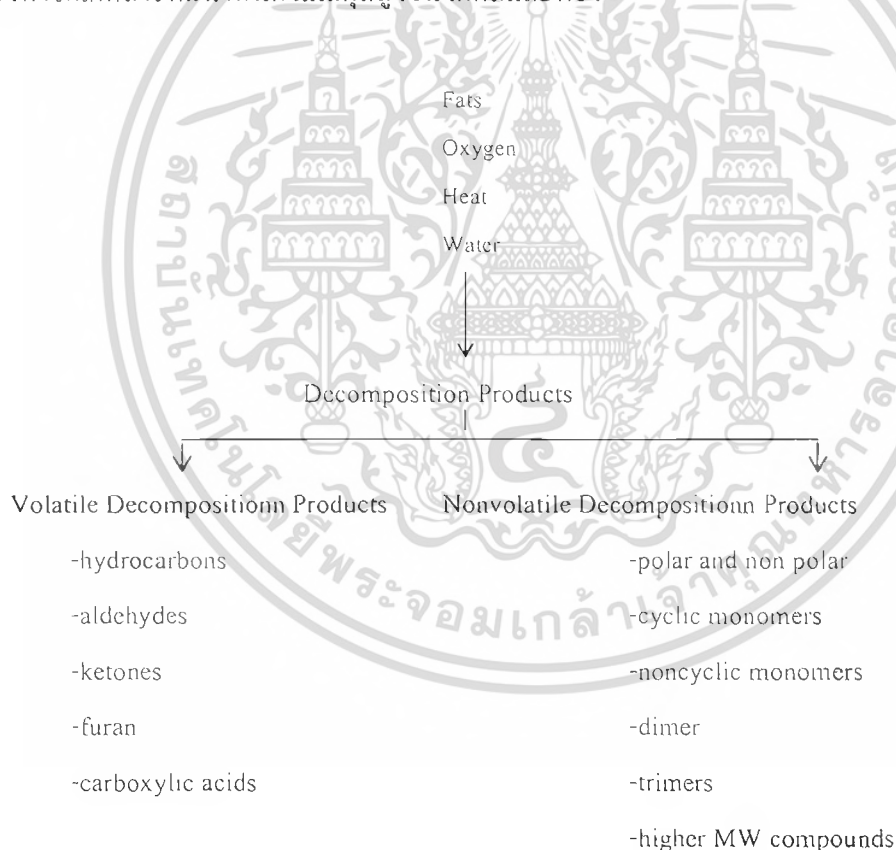 Fats
Oxygen
Heat
Water
Decomposition Products
Volatile Decompositionn Products
Nonvolatile Decompositionn Products
-hydrocarbons
-polar and non polar
-aldehydes
-cyclic monomers
-ketones
-noncyclic monomers
-furan
-dimer
-carboxylic acids
-trimers
-higher MW compounds